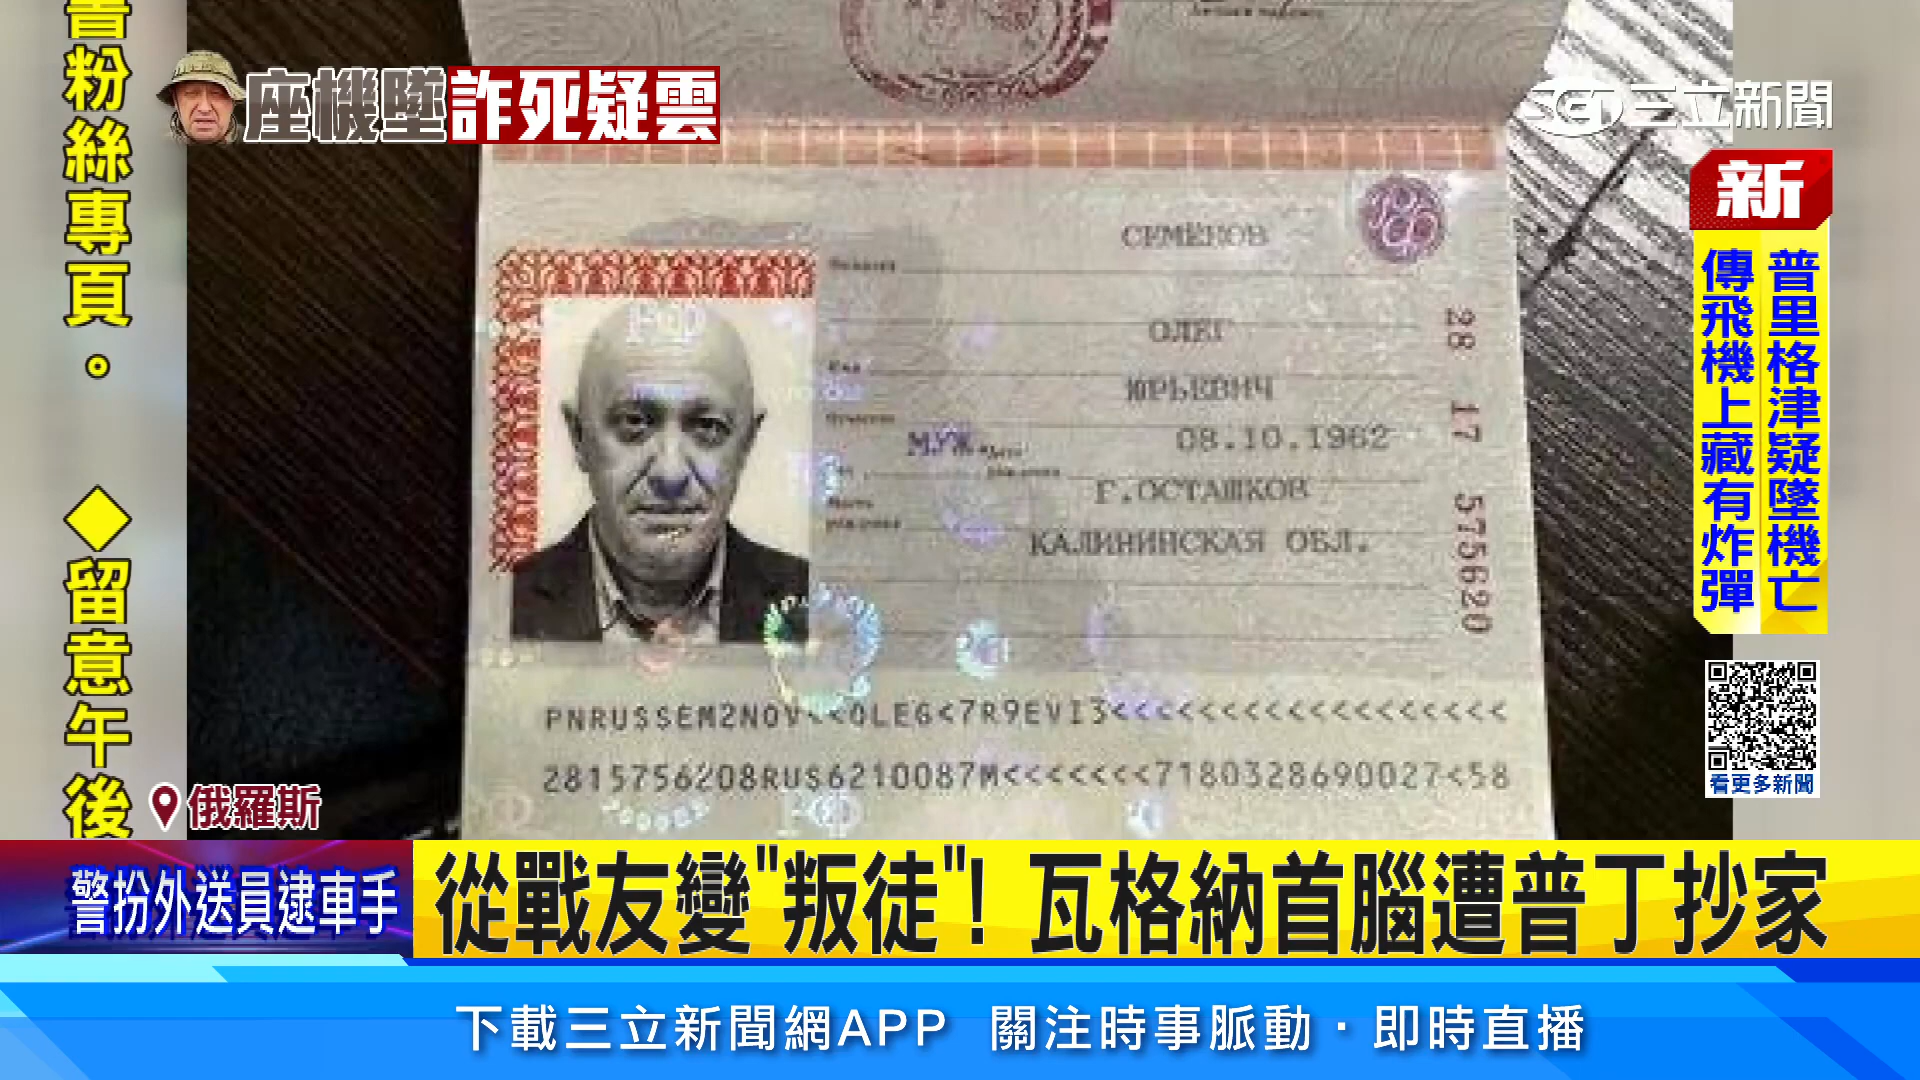 書粉絲專頁。
◆留意午後
座機墜詐死疑雲
SET三立新聞
新
普里格津疑墜機亡
傳飛機上藏有炸彈
看更多新聞
СЕМЁНОВ
ОЛЕГ
ЮРЬЕВИЧ
МУЖ. 08.10.1962
Г.ОСТАШКОВ
КАЛИНИНСКАЯ ОБЛ.
28 17 575620
PNRUSSEM2NOV<<OLEG<7R9EVI3<<<<<<<<<<<<<<<<<<
2815756208RUS6210087M<<<<<<<7180328690027<58
俄羅斯
警扮外送員逮車手
從戰友變"叛徒"! 瓦格納首腦遭普丁抄家
下載三立新聞網APP 關注時事脈動·即時直播